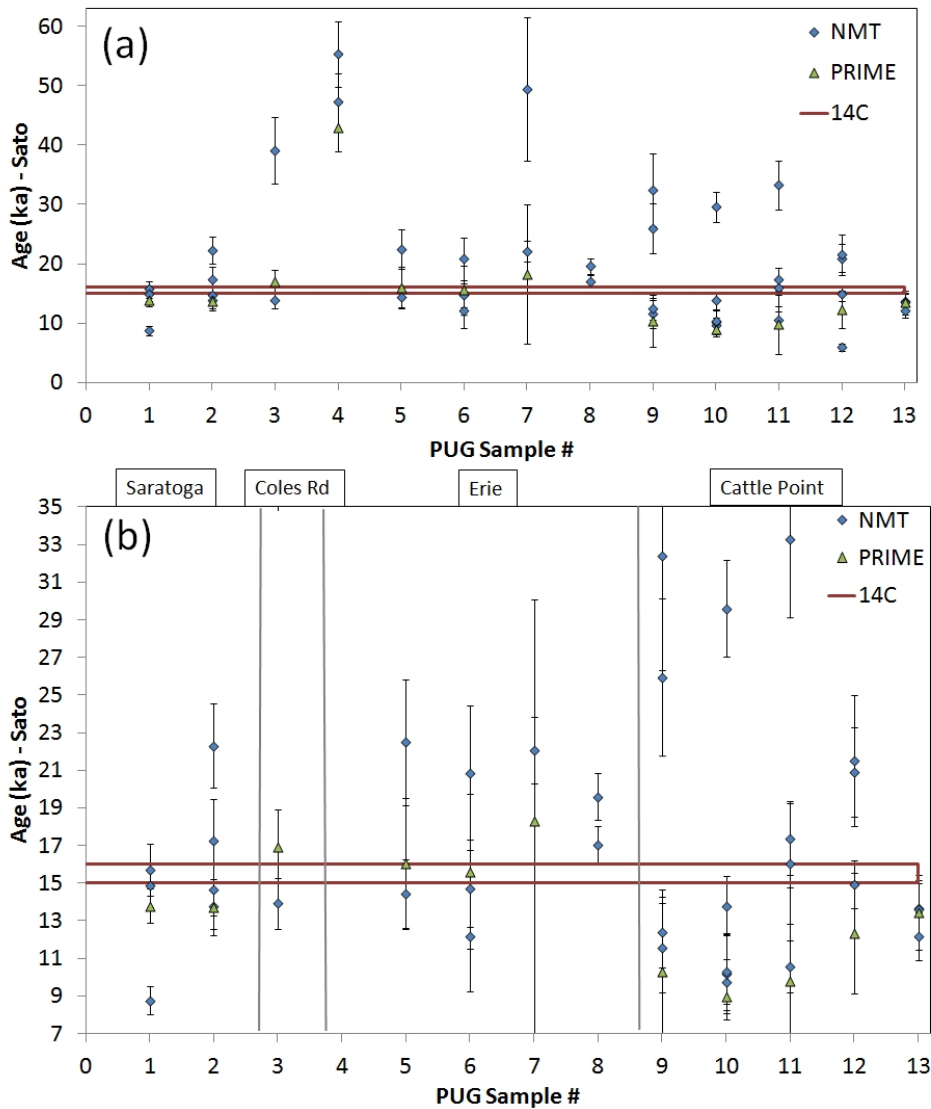 (a)
NMT
PRIME
14C
Age (ka) - Sato
60
50
40
30
20
10
0
0 1 2 3 4 5 6 7 8 9 10 11 12 13
PUG Sample #
Saratoga Coles Rd Erie Cattle Point
(b)
NMT
PRIME
14C
Age (ka) - Sato
35
33
31
29
27
25
23
21
19
17
15
13
11
9
7
0 1 2 3 4 5 6 7 8 9 10 11 12 13
PUG Sample #